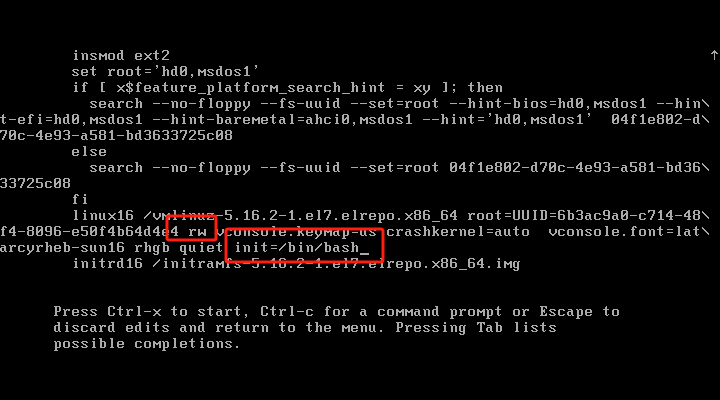 insmod ext2
set root='hd0,msdos1'
if [ x$feature_platform_search_hint = xy ]; then
search --no-floppy --fs-uuid --set=root --hint-bios=hd0,msdos1 --hin\
t-efi=hd0,msdos1 --hint-baremetal=ahci0,msdos1 --hint='hd0,msdos1'  04f1e802-d\
70c-4e93-a581-bd3633725c08
else
search --no-floppy --fs-uuid --set=root 04f1e802-d70c-4e93-a581-bd36\
33725c08
fi
linux16 /vmlinuz-5.16.2-1.el7.elrepo.x86_64 root=UUID=6b3ac9a0-c714-48\
f4-8096-e50f4b64d4e4 rw vconsole.keymap=us crashkernel=auto  vconsole.font=lat\
arcyrheb-sun16 rhgb quiet init=/bin/bash_
initrd16 /initramfs-5.16.2-1.el7.elrepo.x86_64.img
Press Ctrl-x to start, Ctrl-c for a command prompt or Escape to
discard edits and return to the menu. Pressing Tab lists
possible completions.